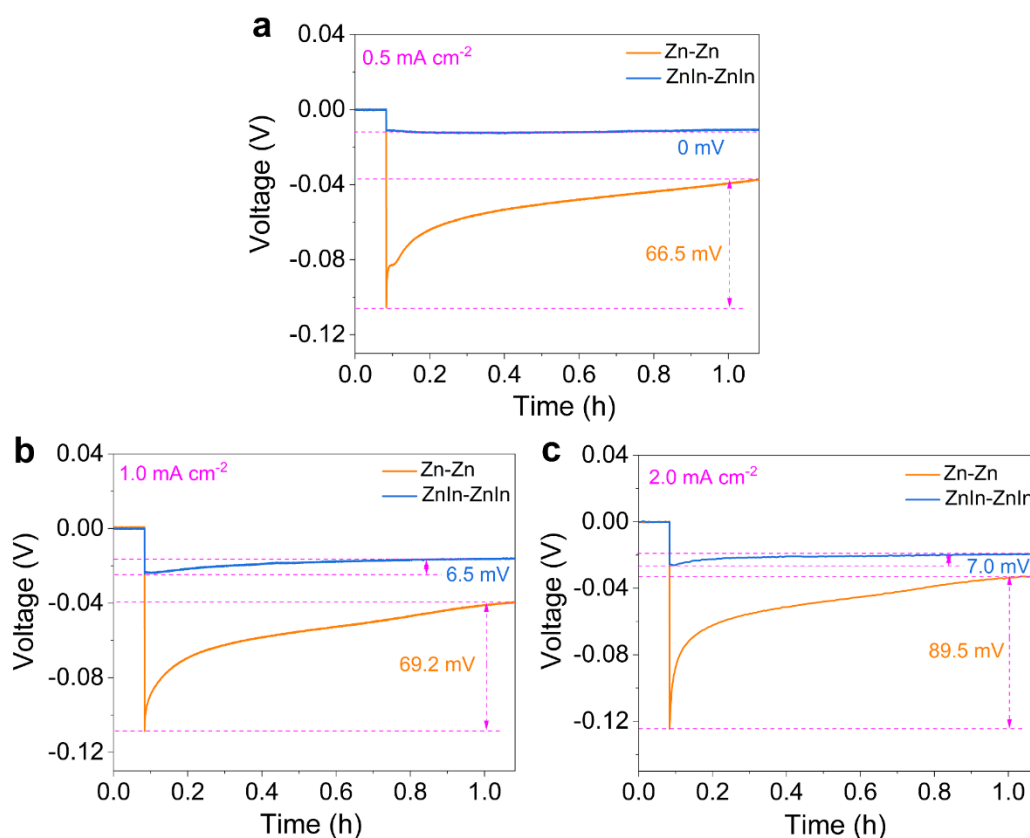 a
0.5 mA cm⁻²
Zn-Zn
ZnIn-ZnIn
0.04
0.00
-0.04
-0.08
-0.12
Voltage (V)
0 mV
66.5 mV
0.0 0.2 0.4 0.6 0.8 1.0
Time (h)
b
1.0 mA cm⁻²
Zn-Zn
ZnIn-ZnIn
0.04
0.00
-0.04
-0.08
-0.12
Voltage (V)
6.5 mV
69.2 mV
0.0 0.2 0.4 0.6 0.8 1.0
Time (h)
c
2.0 mA cm⁻²
Zn-Zn
ZnIn-ZnIn
0.04
0.00
-0.04
-0.08
-0.12
Voltage (V)
7.0 mV
89.5 mV
0.0 0.2 0.4 0.6 0.8 1.0
Time (h)